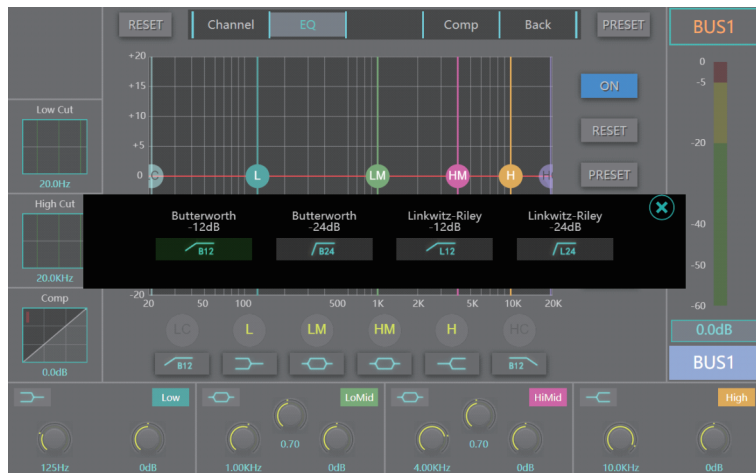 RESET Channel EQ Comp Back PRESET BUS1
+20
+15
+10
+5
0
-20
20 50 100 500 1K 2K 5K 10K 20K
C L LM HM H HC
ON
RESET
PRESET
0
-5
-20
-40
-50
-60
Low Cut
20.0Hz
High Cut
20.0KHz
Comp
0.0dB
Butterworth
-12dB
B12
Butterworth
-24dB
B24
Linkwitz-Riley
-12dB
L12
Linkwitz-Riley
-24dB
L24
LC L LM HM H HC
B12 B12
0.0dB
BUS1
Low LoMid HiMid High
0.70 0.70
125Hz 0dB 1.00KHz 0dB 4.00KHz 0dB 10.0KHz 0dB